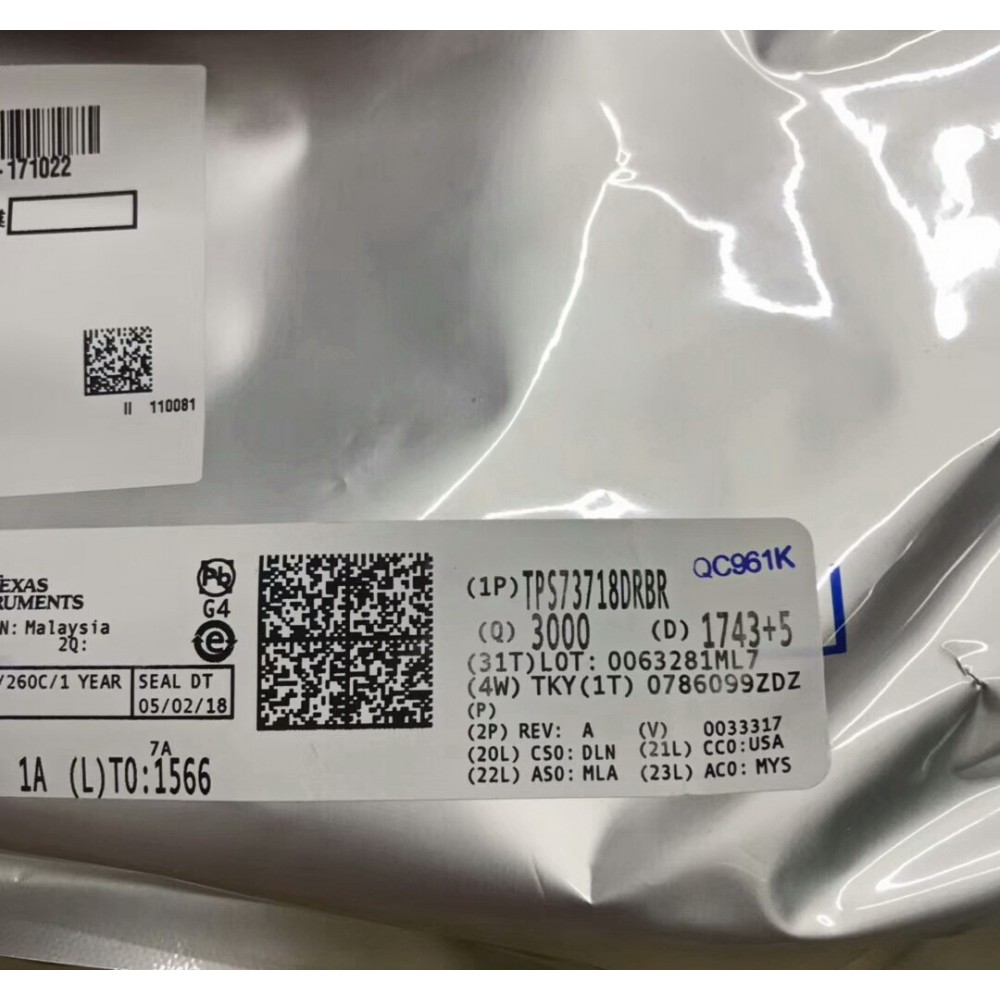 -171022
II 110081
EXAS
RUMENTS
N: Malaysia
2Q:
Pb
G4
e
/260C/1 YEAR
SEAL DT
05/02/18
7A
1A (L)TO:1566
QC961K
(1P)TPS73718DRBR
(Q) 3000 (D) 1743+5
(31T)LOT: 0063281ML7
(4W) TKY(1T) 0786099ZDZ
(P)
(2P) REV: A (V) 0033317
(20L) CSO: DLN (21L) CCO:USA
(22L) ASO: MLA (23L) ACO: MYS